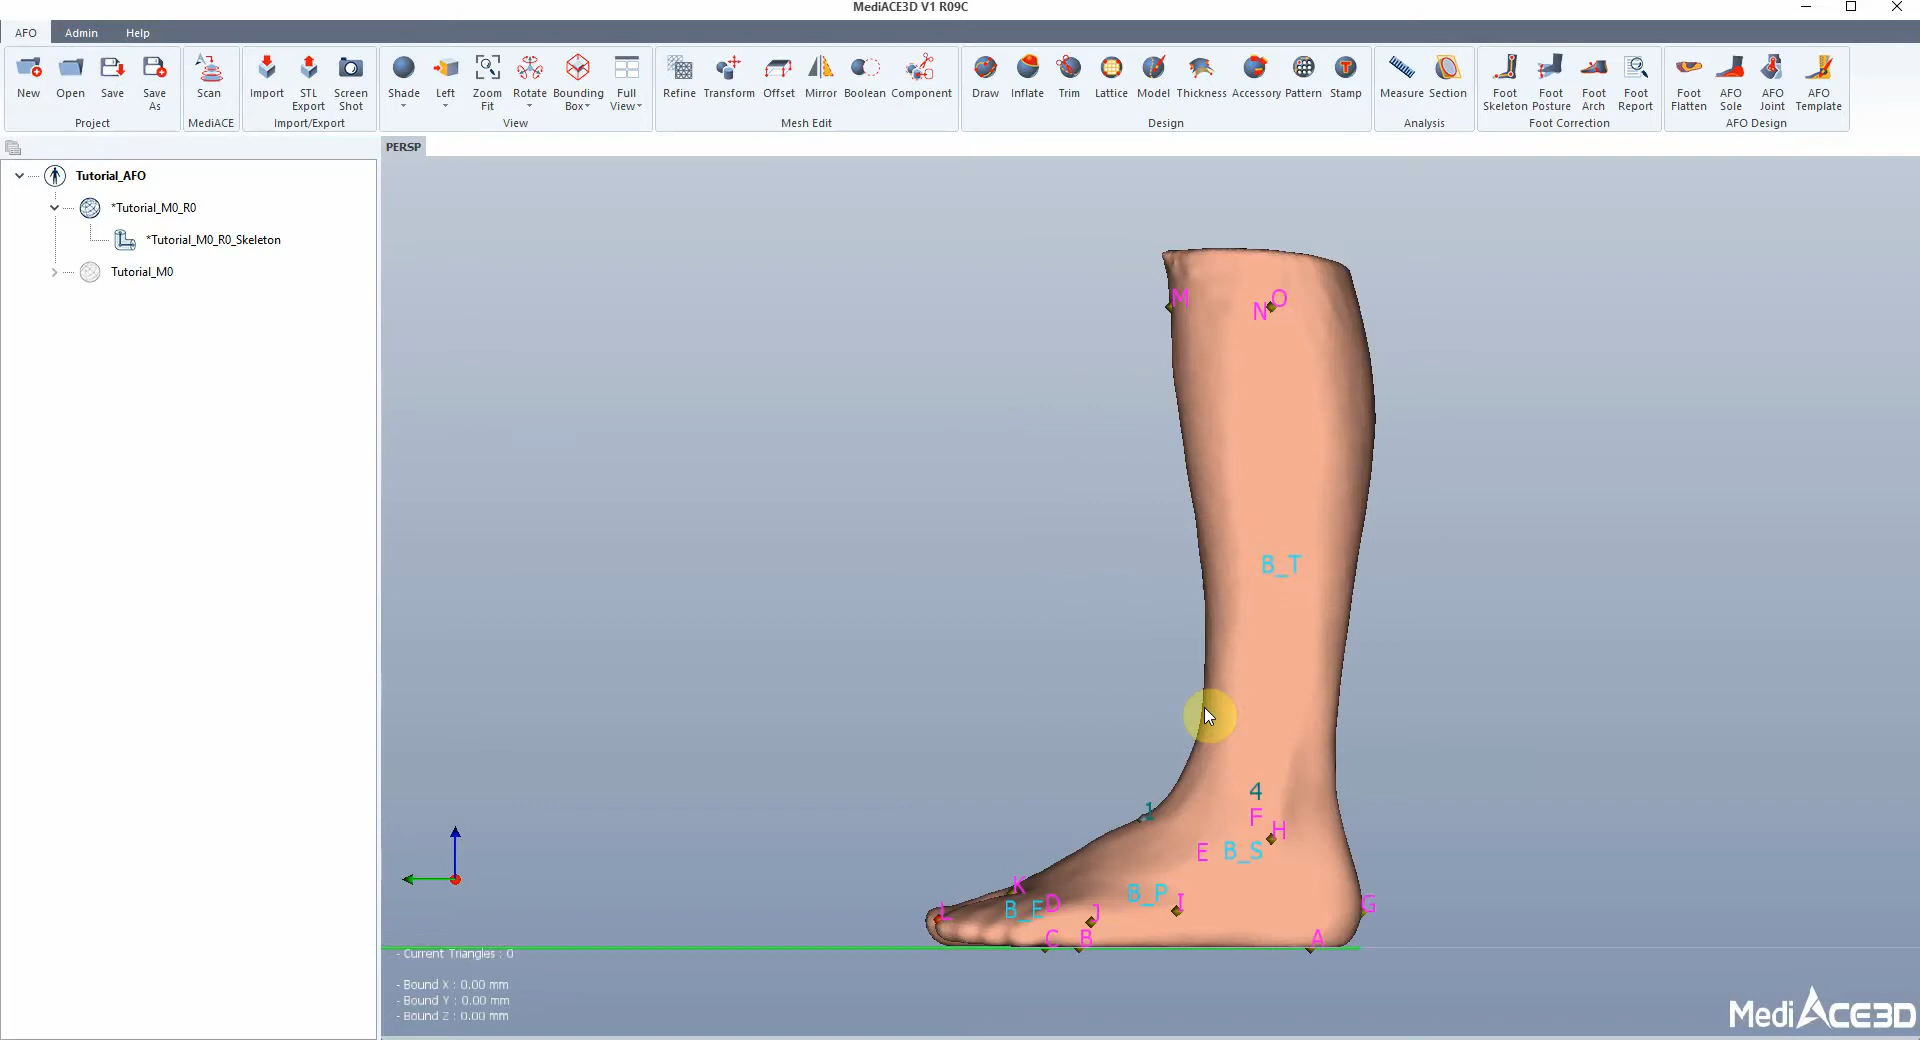 MediACE3D V1 R09C
AFO Admin Help
New Open Save Save As
Project
Scan
MediACE
Import STL Export Screen Shot
Import/Export
Shade Left Zoom Fit Rotate Bounding Box Full View
View
Refine Transform Offset Mirror Boolean Component
Mesh Edit
Draw Inflate Trim Lattice Model Thickness Accessory Pattern Stamp
Design
Measure Section
Analysis
Foot Skeleton Foot Posture Foot Arch Foot Report
Foot Correction
Foot Flatten AFO Sole AFO Joint AFO Template
AFO Design
PERSP
Tutorial_AFO
*Tutorial_M0_R0
*Tutorial_M0_R0_Skeleton
Tutorial_M0
M
O
N
B_T
4
1
F
H
E
B_S
K
B_P
I
D
G
L
J
C
B
A
- Current Triangles : 0
- Bound X : 0.00 mm
- Bound Y : 0.00 mm
- Bound Z : 0.00 mm
MediACE3D